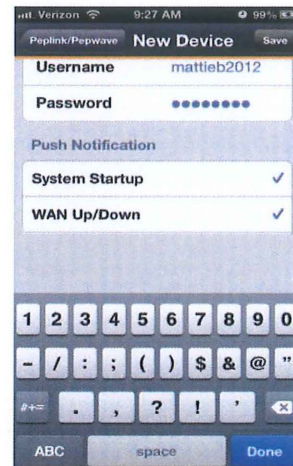 Verizon 9:27 AM 99%
Peplink/Pepwave New Device Save
Username mattieb2012
Password ●●●●●●●●
Push Notification
System Startup ✓
WAN Up/Down ✓
1 2 3 4 5 6 7 8 9 0
- / : ; ( ) $ & @ "
#+= . , ? ! '
ABC space Done